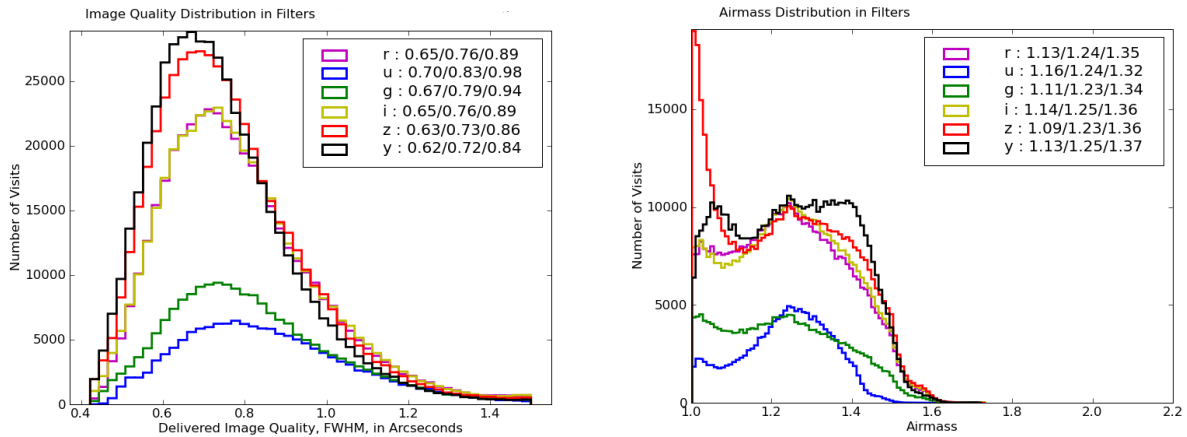 Image Quality Distribution in Filters
r : 0.65/0.76/0.89
u : 0.70/0.83/0.98
g : 0.67/0.79/0.94
i : 0.65/0.76/0.89
z : 0.63/0.73/0.86
y : 0.62/0.72/0.84
Number of Visits
25000
20000
15000
10000
5000
0
0.4
0.6
0.8
1.0
1.2
1.4
Delivered Image Quality, FWHM, in Arcseconds
Airmass Distribution in Filters
r : 1.13/1.24/1.35
u : 1.16/1.24/1.32
g : 1.11/1.23/1.34
i : 1.14/1.25/1.36
z : 1.09/1.23/1.36
y : 1.13/1.25/1.37
Number of Visits
15000
10000
5000
0
1.0
1.2
1.4
1.6
1.8
2.0
2.2
Airmass